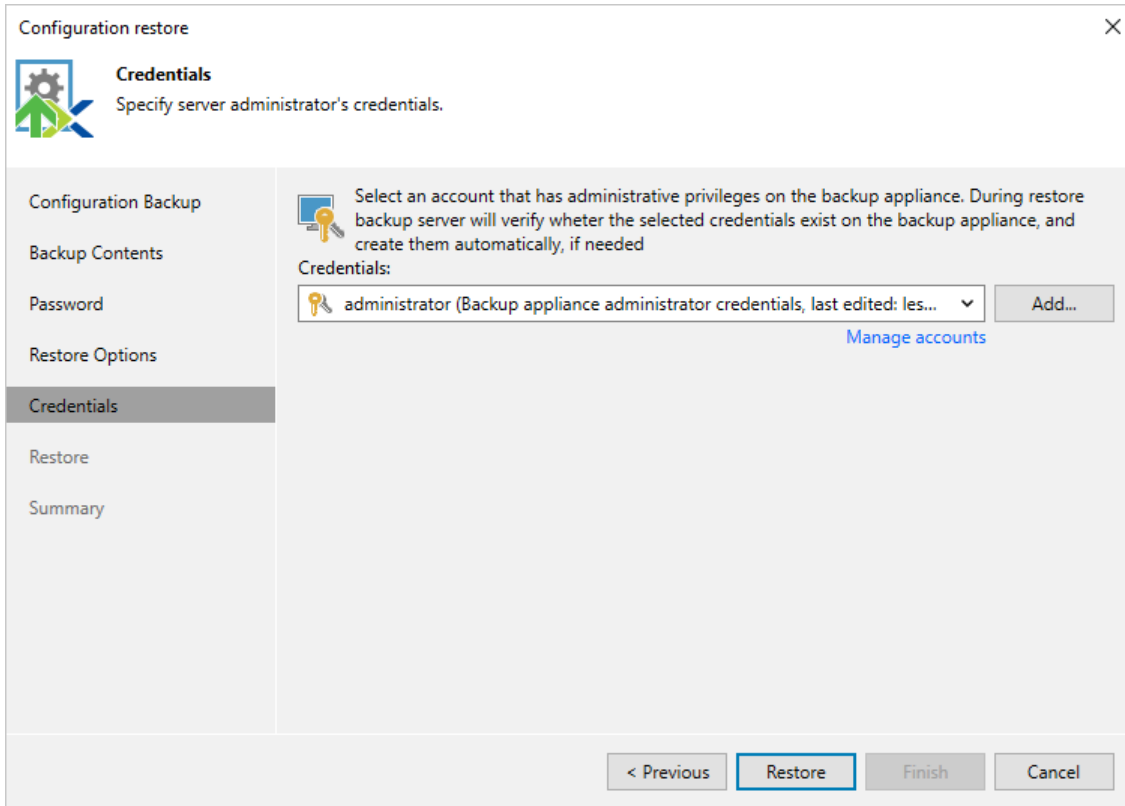 Configuration restore
Credentials
Specify server administrator's credentials.
Configuration Backup
Backup Contents
Password
Restore Options
Credentials
Restore
Summary
Select an account that has administrative privileges on the backup appliance. During restore
backup server will verify wheter the selected credentials exist on the backup appliance, and
create them automatically, if needed
Credentials:
administrator (Backup appliance administrator credentials, last edited: les...
Add...
Manage accounts
< Previous
Restore
Finish
Cancel